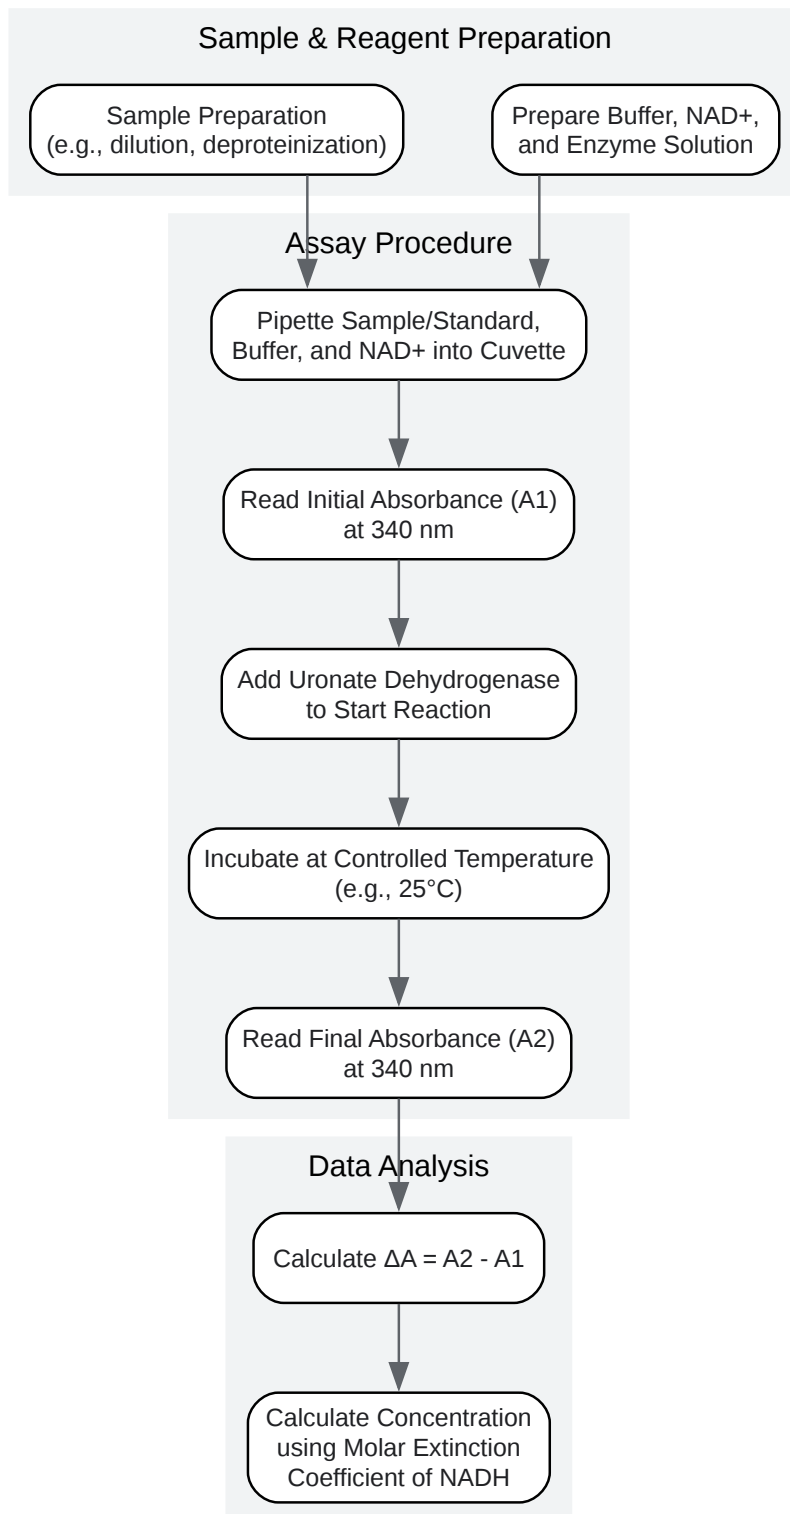 Sample & Reagent Preparation
Sample Preparation
(e.g., dilution, deproteinization)
Prepare Buffer, NAD+,
and Enzyme Solution
Assay Procedure
Pipette Sample/Standard,
Buffer, and NAD+ into Cuvette
Read Initial Absorbance (A1)
at 340 nm
Add Uronate Dehydrogenase
to Start Reaction
Incubate at Controlled Temperature
(e.g., 25°C)
Read Final Absorbance (A2)
at 340 nm
Data Analysis
Calculate ΔA = A2 - A1
Calculate Concentration
using Molar Extinction
Coefficient of NADH